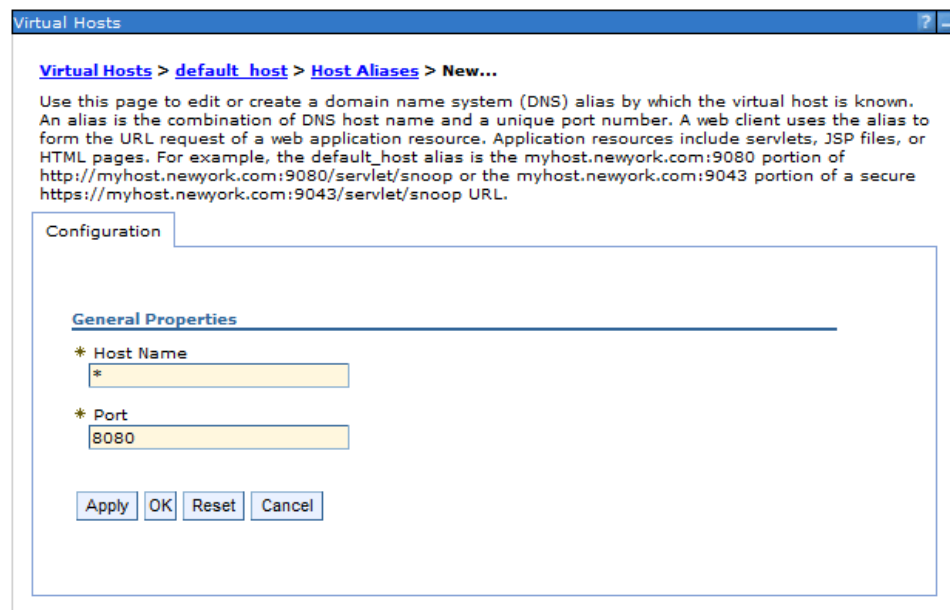 Virtual Hosts ? –
Virtual Hosts > default_host > Host Aliases > New...
Use this page to edit or create a domain name system (DNS) alias by which the virtual host is known.
An alias is the combination of DNS host name and a unique port number. A web client uses the alias to
form the URL request of a web application resource. Application resources include servlets, JSP files, or
HTML pages. For example, the default_host alias is the myhost.newyork.com:9080 portion of
http://myhost.newyork.com:9080/servlet/snoop or the myhost.newyork.com:9043 portion of a secure
https://myhost.newyork.com:9043/servlet/snoop URL.
Configuration
General Properties
* Host Name
*
* Port
8080
Apply OK Reset Cancel